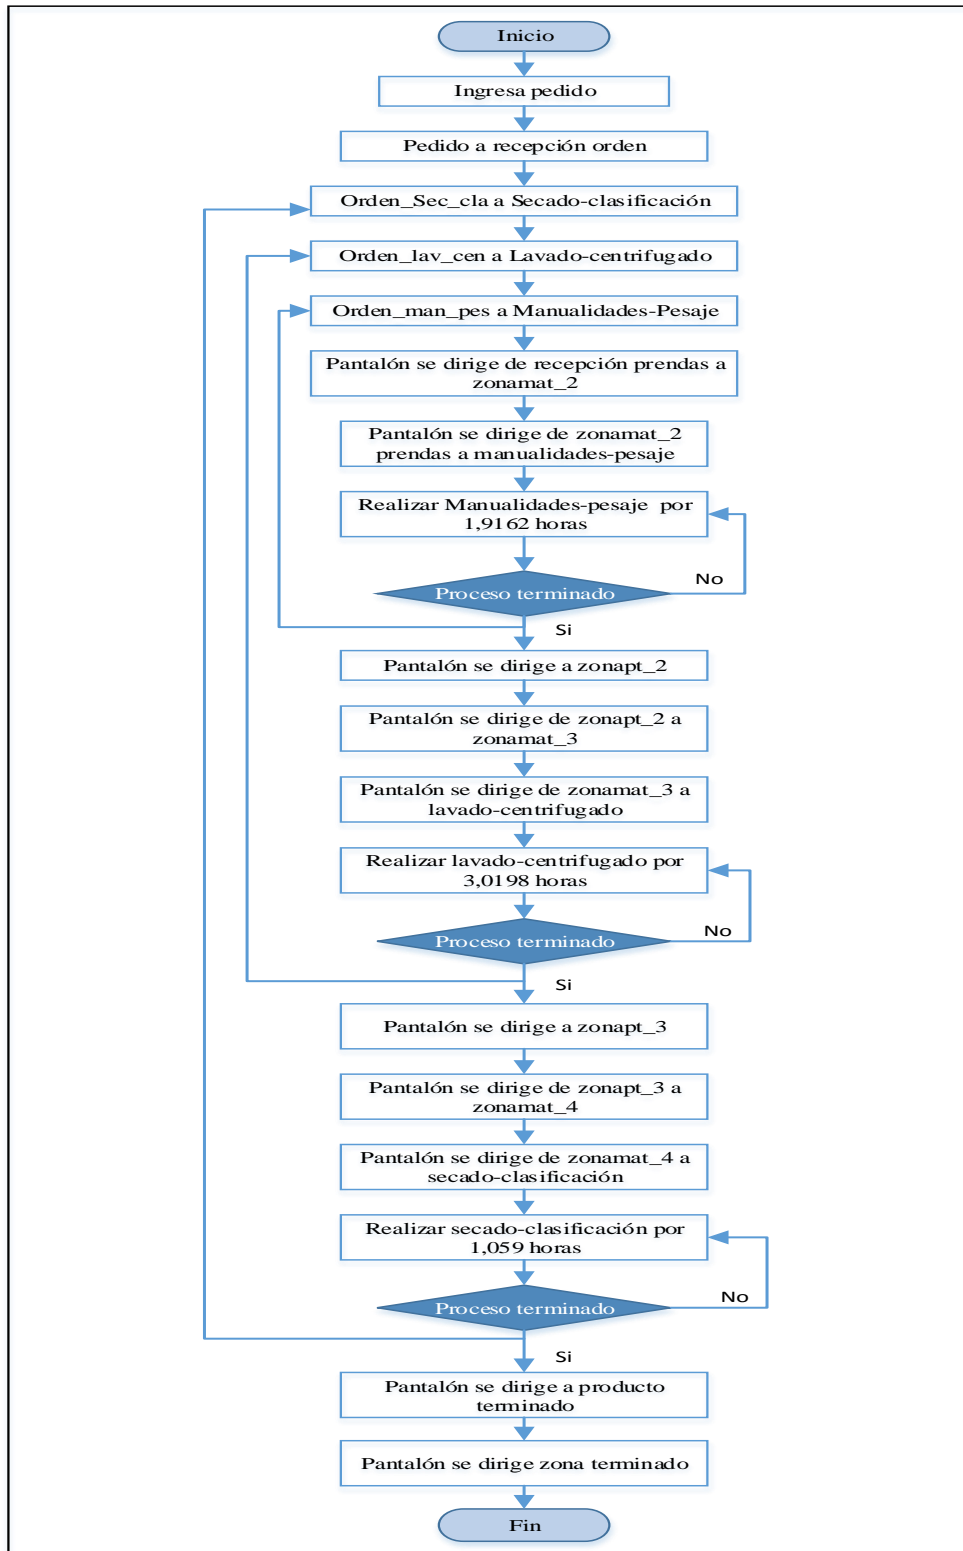 Inicio
Ingresa pedido
Pedido a recepción orden
Orden_Sec_cla a Secado-clasificación
Orden_lav_cen a Lavado-centrifugado
Orden_man_pes a Manualidades-Pesaje
Pantalón se dirige de recepción prendas a
zonamat_2
Pantalón se dirige de zonamat_2
prendas a manualidades-pesaje
Realizar Manualidades-pesaje por
1,9162 horas
No
Proceso terminado
Si
Pantalón se dirige a zonapt_2
Pantalón se dirige de zonapt_2 a
zonamat_3
Pantalón se dirige de zonamat_3 a
lavado-centrifugado
Realizar lavado-centrifugado por
3,0198 horas
No
Proceso terminado
Si
Pantalón se dirige a zonapt_3
Pantalón se dirige de zonapt_3 a
zonamat_4
Pantalón se dirige de zonamat_4 a
secado-clasificación
Realizar secado-clasificación por
1,059 horas
No
Proceso terminado
Si
Pantalón se dirige a producto
terminado
Pantalón se dirige zona terminado
Fin